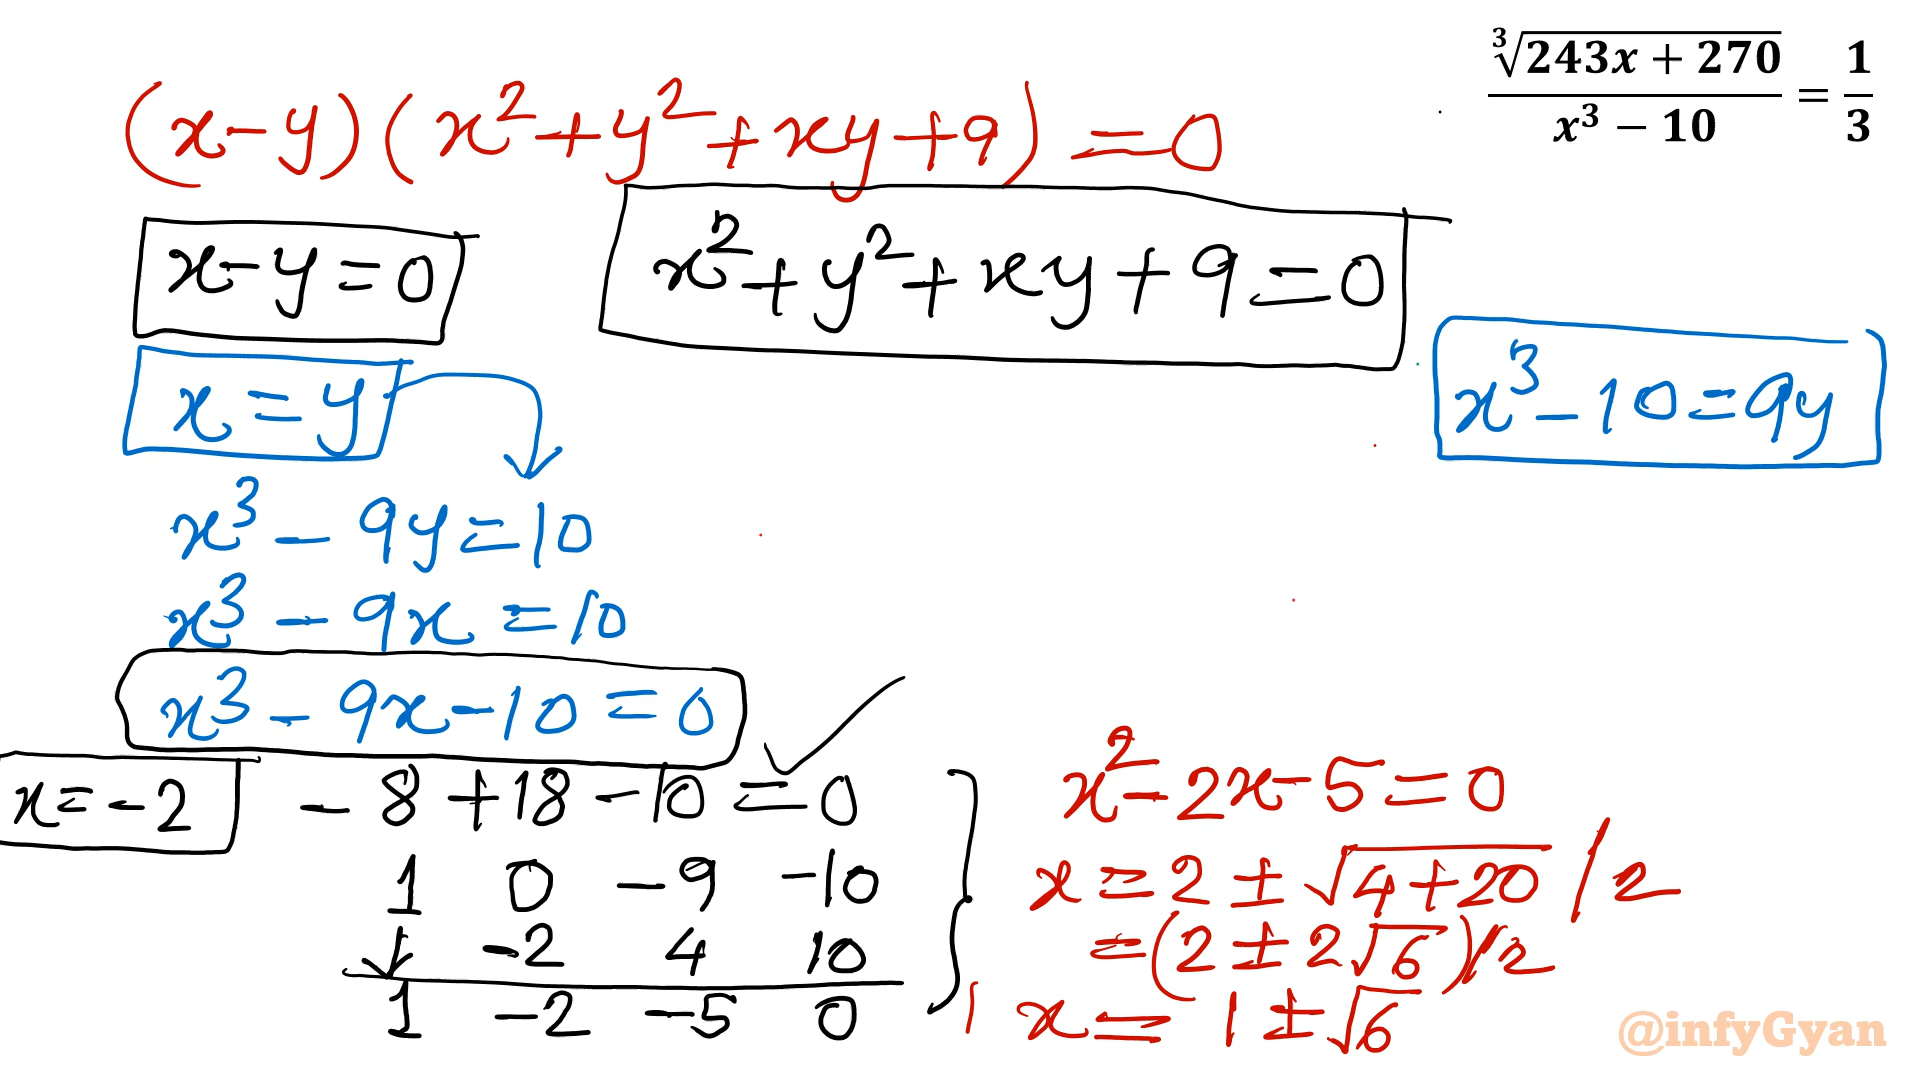 ∛(243x + 270) / (x³ − 10) = 1/3
(x-y)(x²+y²+xy+9)=0
x-y=0
x²+y²+xy+9=0
x=y
x³-10=9y
x³-9y=10
x³-9x=10
x³-9x-10=0
x=-2
-8+18-10=0
1 0 -9 -10
↓ -2 4 10
1 -2 -5 0
x²-2x-5=0
x=2±√(4+20)/2
=(2±2√6)/2
x=1±√6
@infyGyan